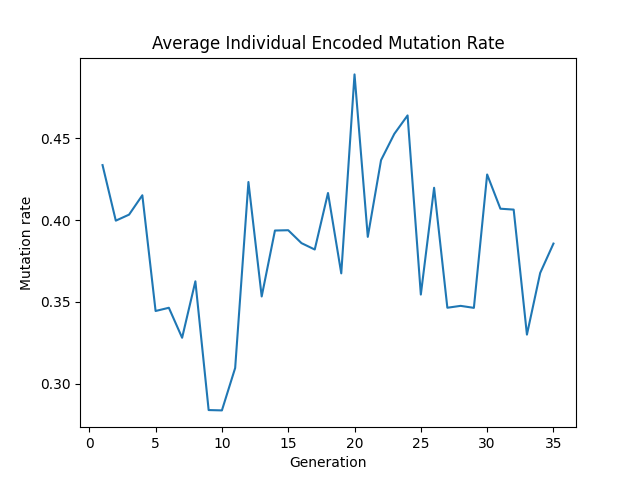 Average Individual Encoded Mutation Rate
Mutation rate
0.45
0.40
0.35
0.30
0 5 10 15 20 25 30 35
Generation